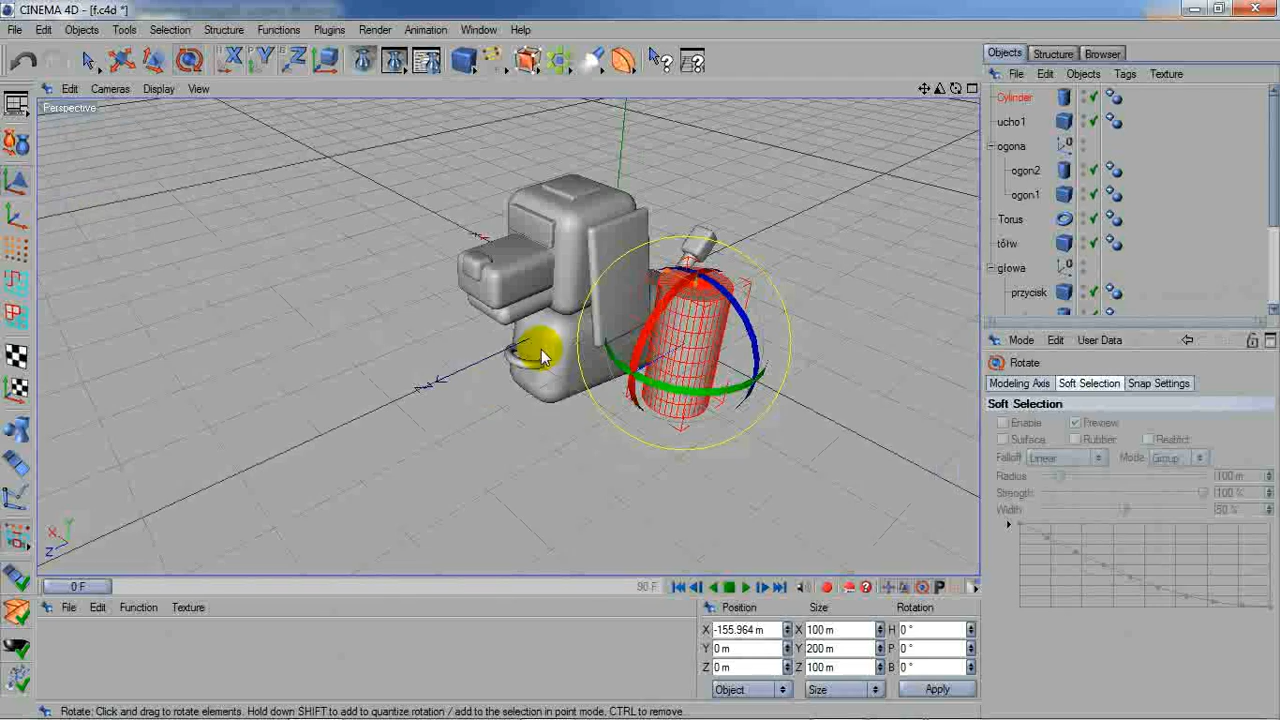 CINEMA 4D - [f.c4d *]
File Edit Objects Tools Selection Structure Functions Plugins Render Animation Window Help
Objects Structure Browser
Edit Cameras Display View
File Edit Objects Tags Texture
Perspective
Cylinder
ucho1
ogona
ogon2
ogon1
Torus
głowa
przycisk
Mode Edit User Data
Rotate
Modeling Axis Soft Selection Snap Settings
Soft Selection
Enable Preview
Surface Rubber Restrict
Falloff Linear Mode Group
Radius 100 m
Strength 100 %
Width 50 %
X Y Z
0 F 90 F
File Edit Function Texture
Position Size Rotation
X -155.964 m X 100 m H 0 °
Y 0 m Y 200 m P 0 °
Z 0 m Z 100 m B 0 °
Object Size Apply
Rotate: Click and drag to rotate elements. Hold down SHIFT to add to quantize rotation / add to the selection in point mode, CTRL to remove.